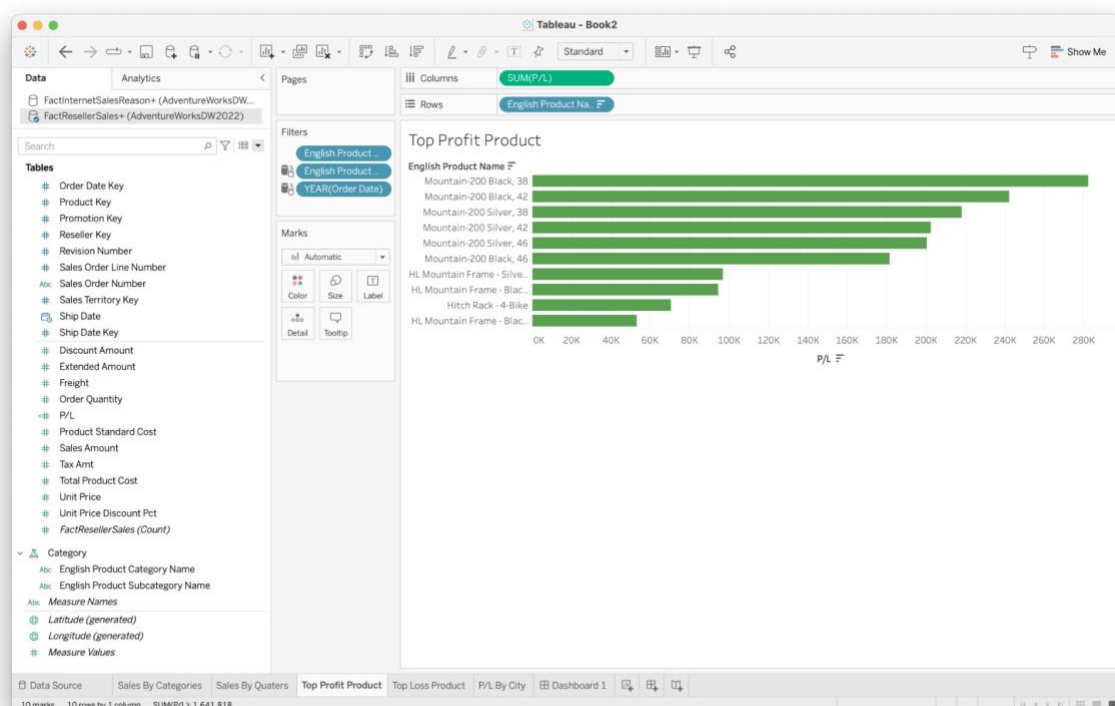 Tableau - Book2
Standard
Show Me
Data
Analytics
FactInternetSalesReason+ (AdventureWorksDW...
FactResellerSales+ (AdventureWorksDW2022)
Search
Tables
# Order Date Key
# Product Key
# Promotion Key
# Reseller Key
# Revision Number
# Sales Order Line Number
Abc Sales Order Number
# Sales Territory Key
Ship Date
# Ship Date Key
# Discount Amount
# Extended Amount
# Freight
# Order Quantity
=# P/L
# Product Standard Cost
# Sales Amount
# Tax Amt
# Total Product Cost
# Unit Price
# Unit Price Discount Pct
# FactResellerSales (Count)
Category
Abc English Product Category Name
Abc English Product Subcategory Name
Abc Measure Names
Latitude (generated)
Longitude (generated)
# Measure Values
Pages
Filters
English Product ..
English Product ..
YEAR(Order Date)
Marks
Automatic
Color Size Label
Detail Tooltip
Columns SUM(P/L)
Rows English Product Na..
Top Profit Product
English Product Name
Mountain-200 Black, 38
Mountain-200 Black, 42
Mountain-200 Silver, 38
Mountain-200 Silver, 42
Mountain-200 Silver, 46
Mountain-200 Black, 46
HL Mountain Frame - Silve..
HL Mountain Frame - Blac..
Hitch Rack - 4-Bike
HL Mountain Frame - Blac..
0K 20K 40K 60K 80K 100K 120K 140K 160K 180K 200K 220K 240K 260K 280K
P/L
Data Source Sales By Categories Sales By Quaters Top Profit Product Top Loss Product P/L By City Dashboard 1
10 marks 10 rows by 1 column SUM(P/L): 1,641,818